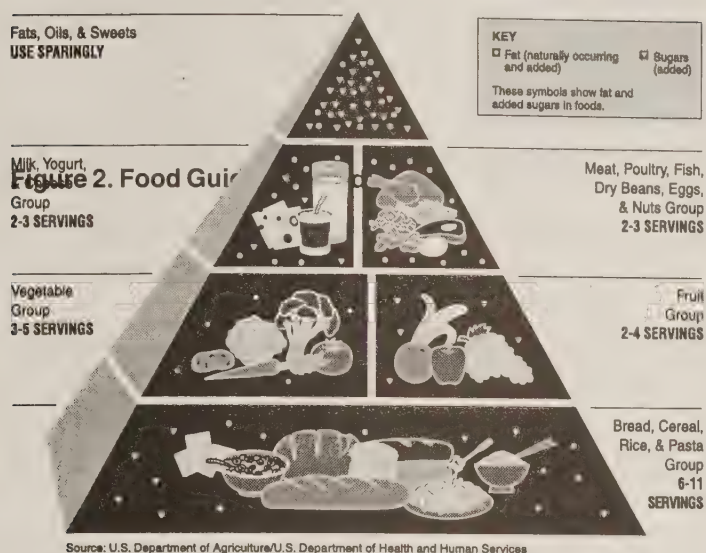 Fats, Oils, & Sweets
USE SPARINGLY
KEY
Fat (naturally occurring
and added)
Sugars
(added)
These symbols show fat and
added sugars in foods.
Milk, Yogurt,
Group
2-3 SERVINGS
Figure 2. Food Guid
Meat, Poultry, Fish,
Dry Beans, Eggs,
& Nuts Group
2-3 SERVINGS
Vegetable
Group
3-5 SERVINGS
Fruit
Group
2-4 SERVINGS
Bread, Cereal,
Rice, & Pasta
Group
6-11
SERVINGS
Source: U.S. Department of Agriculture/U.S. Department of Health and Human Services